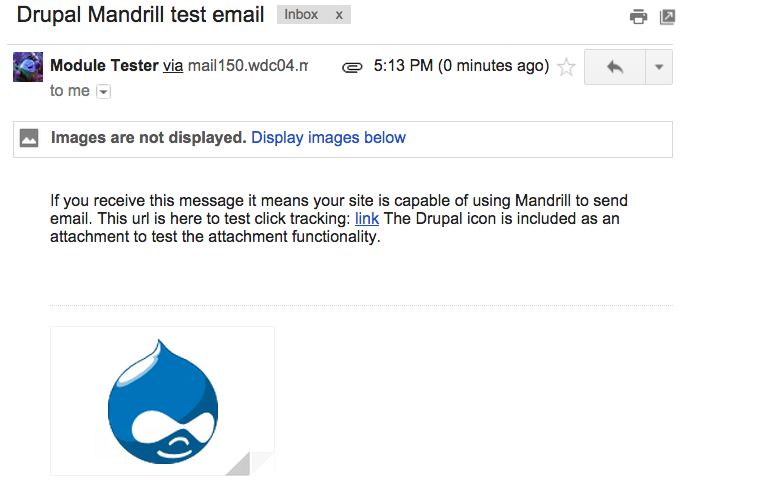 Drupal Mandrill test email Inbox x
Module Tester via mail150.wdc04.m 5:13 PM (0 minutes ago)
to me
Images are not displayed. Display images below
If you receive this message it means your site is capable of using Mandrill to send
email. This url is here to test click tracking: link The Drupal icon is included as an
attachment to test the attachment functionality.